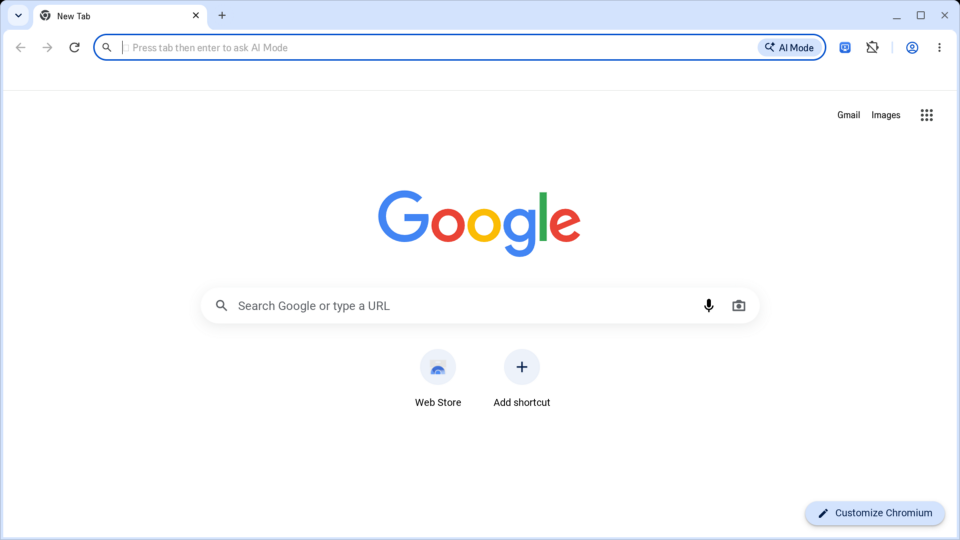 New Tab
Press tab then enter to ask AI Mode
AI Mode
Gmail
Images
Google
Search Google or type a URL
Web Store
Add shortcut
Customize Chromium